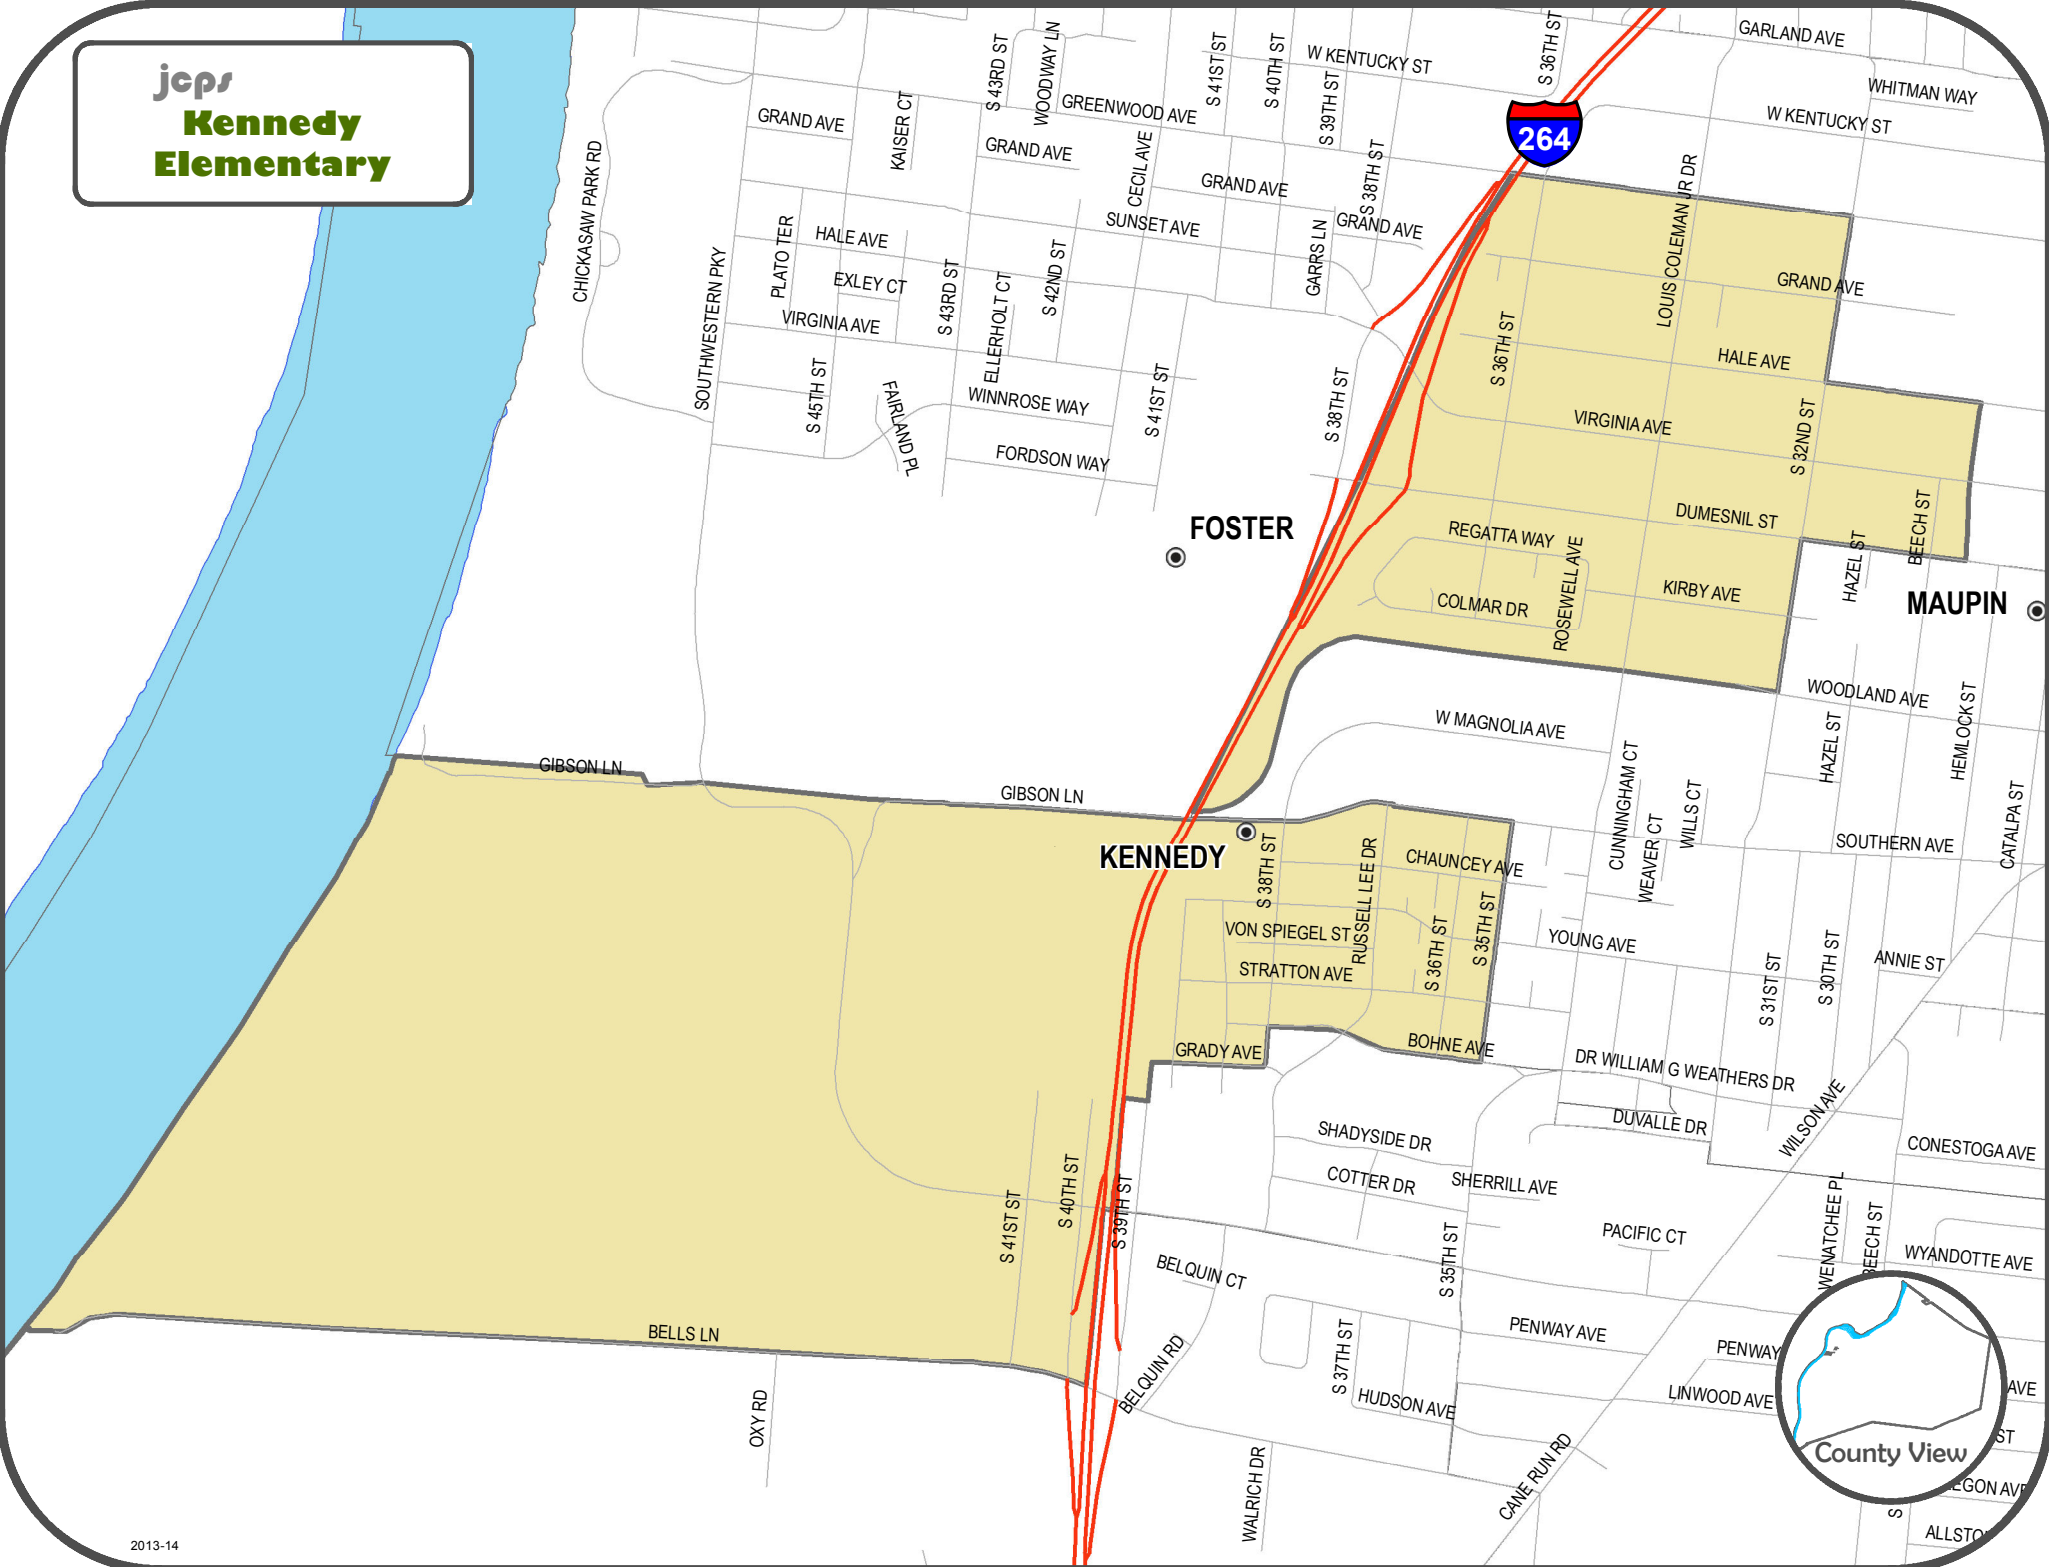 jcps
Kennedy
Elementary
GARLAND AVE
S 36TH ST
W KENTUCKY ST
WHITMAN WAY
W KENTUCKY ST
S 43RD ST
WOODWAY LN
S 41ST ST
S 40TH ST
S 39TH ST
GREENWOOD AVE
GRAND AVE
KAISER CT
GRAND AVE
CECIL AVE
GRAND AVE
S 38TH ST
GRAND AVE
264
LOUIS COLEMAN JR DR
CHICKASAW PARK RD
SUNSET AVE
PLATO TER
HALE AVE
EXLEY CT
S 43RD ST
ELLERHOLT CT
S 42ND ST
GARRS LN
GRAND AVE
SOUTHWESTERN PKY
VIRGINIA AVE
S 36TH ST
HALE AVE
S 45TH ST
FAIRLAND PL
WINNROSE WAY
S 41ST ST
S 38TH ST
VIRGINIA AVE
S 32ND ST
FORDSON WAY
FOSTER
DUMESNIL ST
REGATTA WAY
BEECH ST
HAZEL ST
ROSEWELL AVE
KIRBY AVE
COLMAR DR
MAUPIN
WOODLAND AVE
HEMLOCK ST
HAZEL ST
W MAGNOLIA AVE
GIBSON LN
GIBSON LN
CUNNINGHAM CT
WILLS CT
WEAVER CT
CATALPA ST
SOUTHERN AVE
KENNEDY
S 38TH ST
RUSSELL LEE DR
CHAUNCEY AVE
S 35TH ST
S 36TH ST
VON SPIEGEL ST
STRATTON AVE
YOUNG AVE
ANNIE ST
S 31ST ST
S 30TH ST
GRADY AVE
BOHNE AVE
DR WILLIAM G WEATHERS DR
DUVALLE DR
WILSON AVE
SHADYSIDE DR
COTTER DR
SHERRILL AVE
CONESTOGA AVE
S 41ST ST
S 40TH ST
S 39TH ST
PACIFIC CT
S 35TH ST
WENATCHEE PL
BEECH ST
WYANDOTTE AVE
BELQUIN CT
BELLS LN
PENWAY AVE
PENWAY
BELQUIN RD
S 37TH ST
HUDSON AVE
LINWOOD AVE
AVE
OXY RD
WALRICH DR
CANE RUN RD
ST
County View
EGON AVE
S
ALLSTO
2013-14